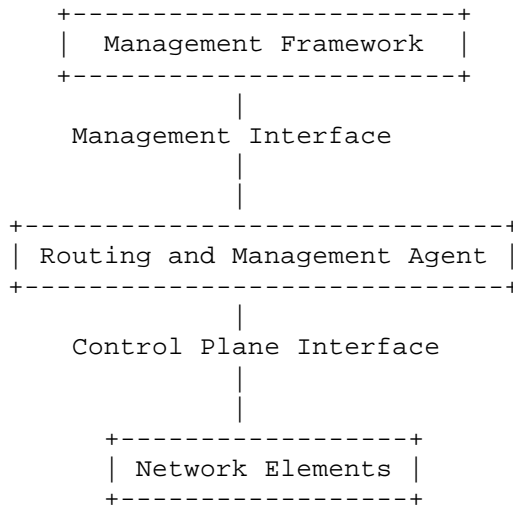 Management Framework
Management Interface
Routing and Management Agent
Control Plane Interface
Network Elements